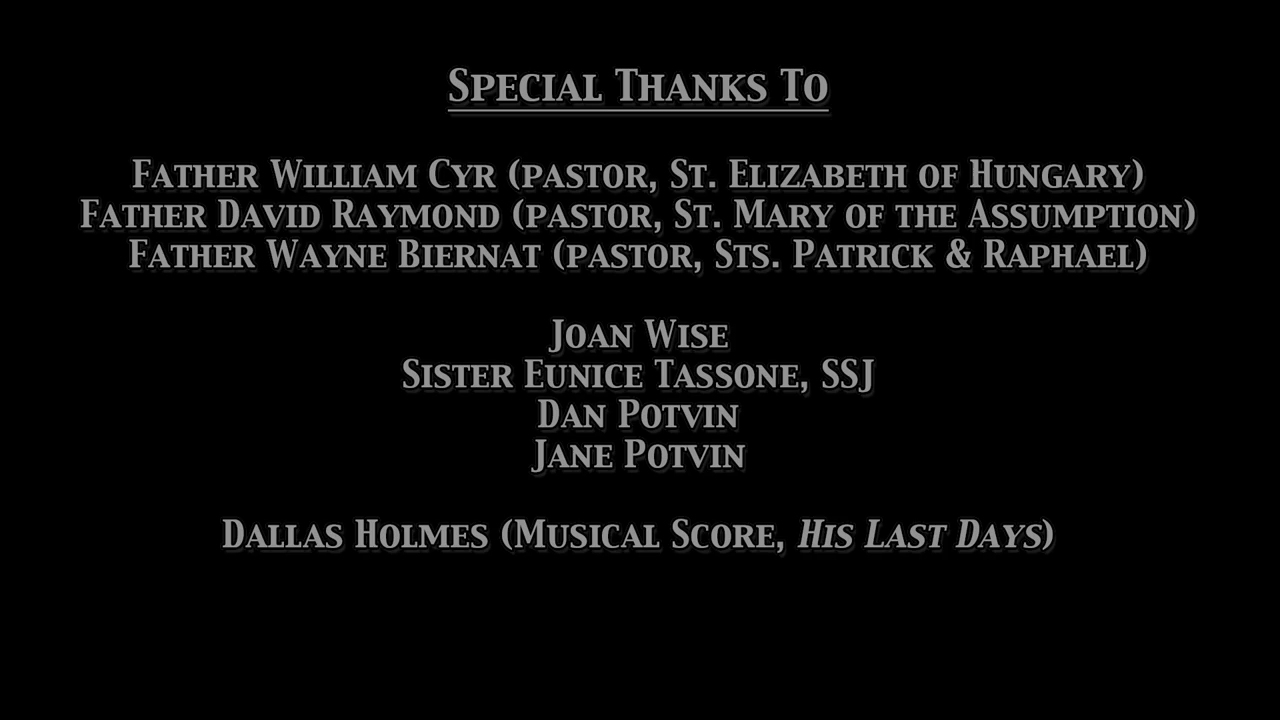 Special Thanks To
Father William Cyr (pastor, St. Elizabeth of Hungary)
Father David Raymond (pastor, St. Mary of the Assumption)
Father Wayne Biernat (pastor, Sts. Patrick & Raphael)
Joan Wise
Sister Eunice Tassone, SSJ
Dan Potvin
Jane Potvin
Dallas Holmes (Musical Score, His Last Days)